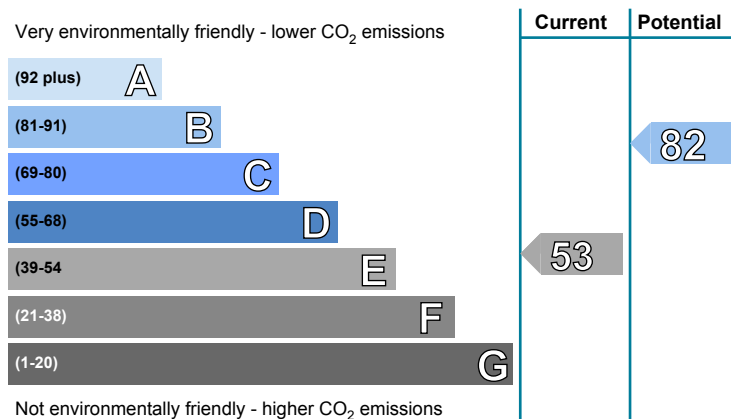 Very environmentally friendly - lower CO2 emissions
Current
Potential
(92 plus) A
(81-91) B
(69-80) C
(55-68) D
(39-54 E
(21-38) F
(1-20) G
82
53
Not environmentally friendly - higher CO2 emissions